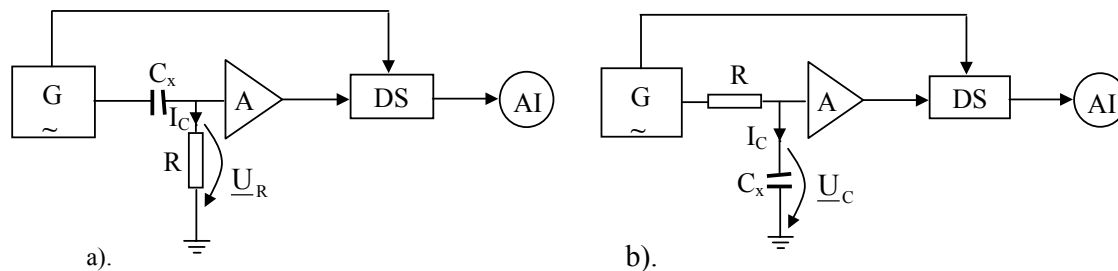 G
~
Cx
IC
R
UR
A
DS
AI
a).
G
~
R
IC
Cx
UC
A
DS
AI
b).